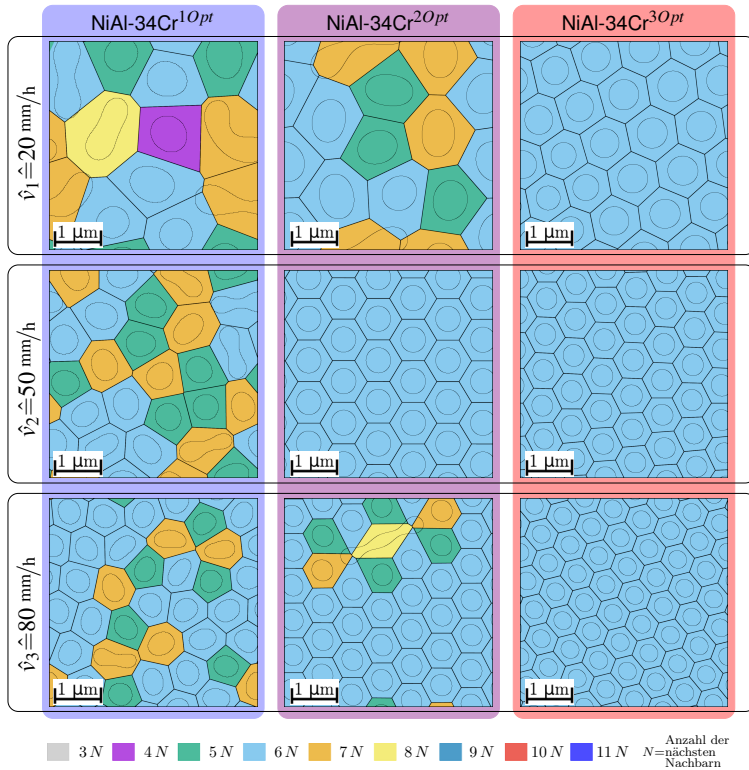 NiAl-34Cr^1Opt NiAl-34Cr^2Opt NiAl-34Cr^3Opt
v̂₁≙20 mm/h
1 µm 1 µm 1 µm
v̂₂≙50 mm/h
1 µm 1 µm 1 µm
v̂₃≙80 mm/h
1 µm 1 µm 1 µm
3 N 4 N 5 N 6 N 7 N 8 N 9 N 10 N 11 N N= Anzahl der
nächsten
Nachbarn